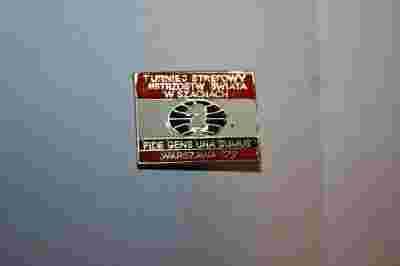 TURNIEJ STREFOWY
MISTRZOSTW ŚWIATA
W SZACHACH
FIDE GENS UNA SUMUS
WARSZAWA